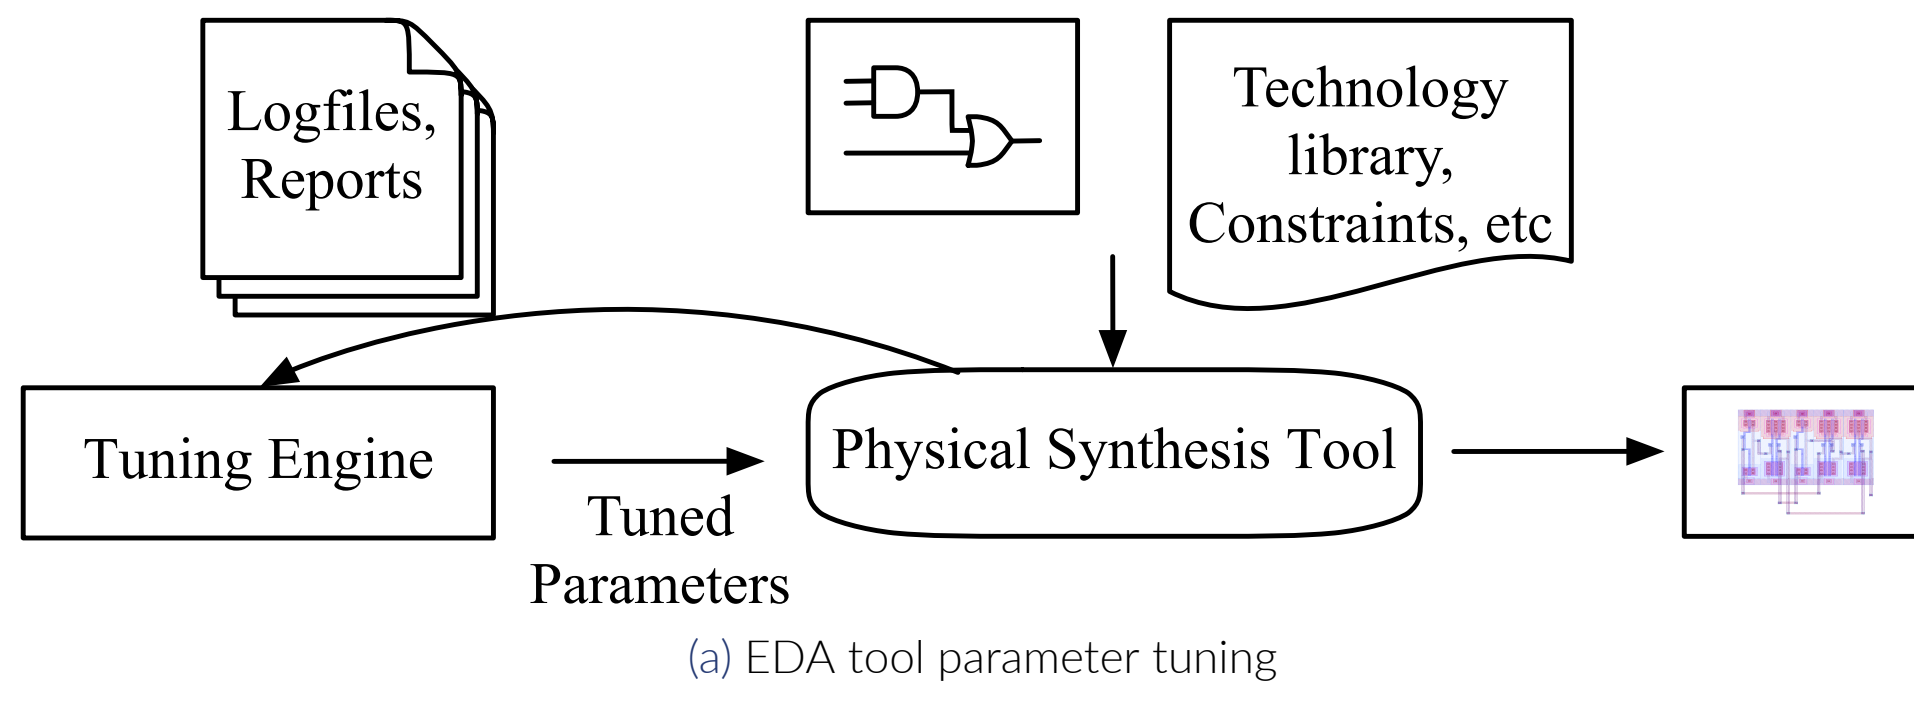 Logfiles,
Reports
Technology
library,
Constraints, etc
Tuning Engine
Tuned
Parameters
Physical Synthesis Tool
(a) EDA tool parameter tuning